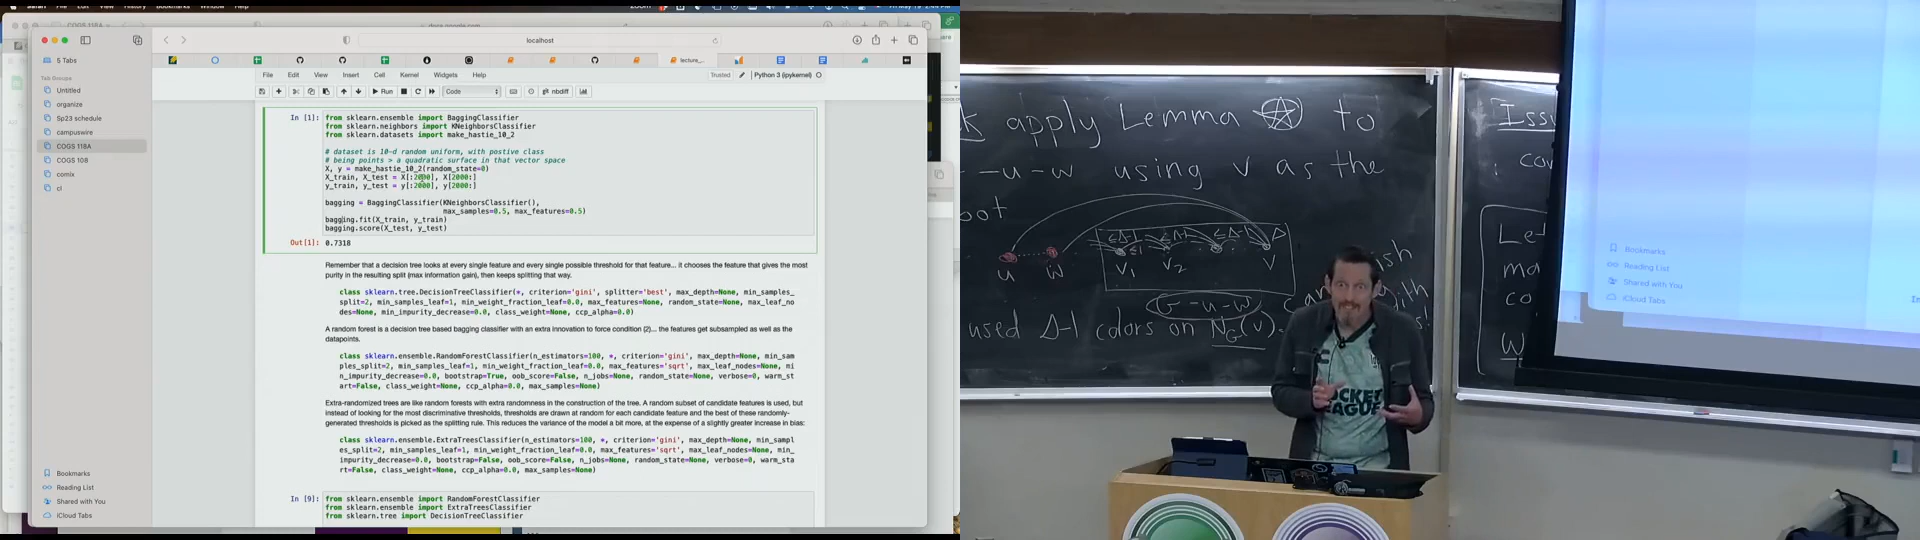 localhost
5 Tabs
Tab Groups
Untitled
organize
Sp23 schedule
campuswire
COGS 118A
COGS 108
comix
cl
Bookmarks
Reading List
Shared with You
iCloud Tabs
lecture_
File Edit View Insert Cell Kernel Widgets Help
Trusted Python 3 (ipykernel)
Run Code nbdiff
In [1]:
from sklearn.ensemble import BaggingClassifier
from sklearn.neighbors import KNeighborsClassifier
from sklearn.datasets import make_hastie_10_2
# dataset is 10-d random uniform, with postive class
# being points > a quadratic surface in that vector space
X, y = make_hastie_10_2(random_state=0)
X_train, X_test = X[:2000], X[2000:]
y_train, y_test = y[:2000], y[2000:]
bagging = BaggingClassifier(KNeighborsClassifier(),
max_samples=0.5, max_features=0.5)
bagging.fit(X_train, y_train)
bagging.score(X_test, y_test)
Out[1]: 0.7318
Remember that a decision tree looks at every single feature and every single possible threshold for that feature... it chooses the feature that gives the most
purity in the resulting split (max information gain), then keeps splitting that way.
class sklearn.tree.DecisionTreeClassifier(*, criterion='gini', splitter='best', max_depth=None, min_samples_
split=2, min_samples_leaf=1, min_weight_fraction_leaf=0.0, max_features=None, random_state=None, max_leaf_no
des=None, min_impurity_decrease=0.0, class_weight=None, ccp_alpha=0.0)
A random forest is a decision tree based bagging classifier with an extra innovation to force condition (2)... the features get subsampled as well as the
datapoints.
class sklearn.ensemble.RandomForestClassifier(n_estimators=100, *, criterion='gini', max_depth=None, min_sam
ples_split=2, min_samples_leaf=1, min_weight_fraction_leaf=0.0, max_features='sqrt', max_leaf_nodes=None, mi
n_impurity_decrease=0.0, bootstrap=True, oob_score=False, n_jobs=None, random_state=None, verbose=0, warm_st
art=False, class_weight=None, ccp_alpha=0.0, max_samples=None)
Extra-randomized trees are like random forests with extra randomness in the construction of the tree. A random subset of candidate features is used, but
instead of looking for the most discriminative thresholds, thresholds are drawn at random for each candidate feature and the best of these randomly-
generated thresholds is picked as the splitting rule. This reduces the variance of the model a bit more, at the expense of a slightly greater increase in bias:
class sklearn.ensemble.ExtraTreesClassifier(n_estimators=100, *, criterion='gini', max_depth=None, min_sampl
es_split=2, min_samples_leaf=1, min_weight_fraction_leaf=0.0, max_features='sqrt', max_leaf_nodes=None, min_
impurity_decrease=0.0, bootstrap=False, oob_score=False, n_jobs=None, random_state=None, verbose=0, warm_sta
rt=False, class_weight=None, ccp_alpha=0.0, max_samples=None)
In [9]:
from sklearn.ensemble import RandomForestClassifier
from sklearn.ensemble import ExtraTreesClassifier
from sklearn.tree import DecisionTreeClassifier
apply Lemma to
-u-w using v as the
oot
u w V1 V2 V
G-u-w
used Δ-1 colors on NG(v)
ROCKET
LEAGUE
Bookmarks
Reading List
Shared with You
iCloud Tabs